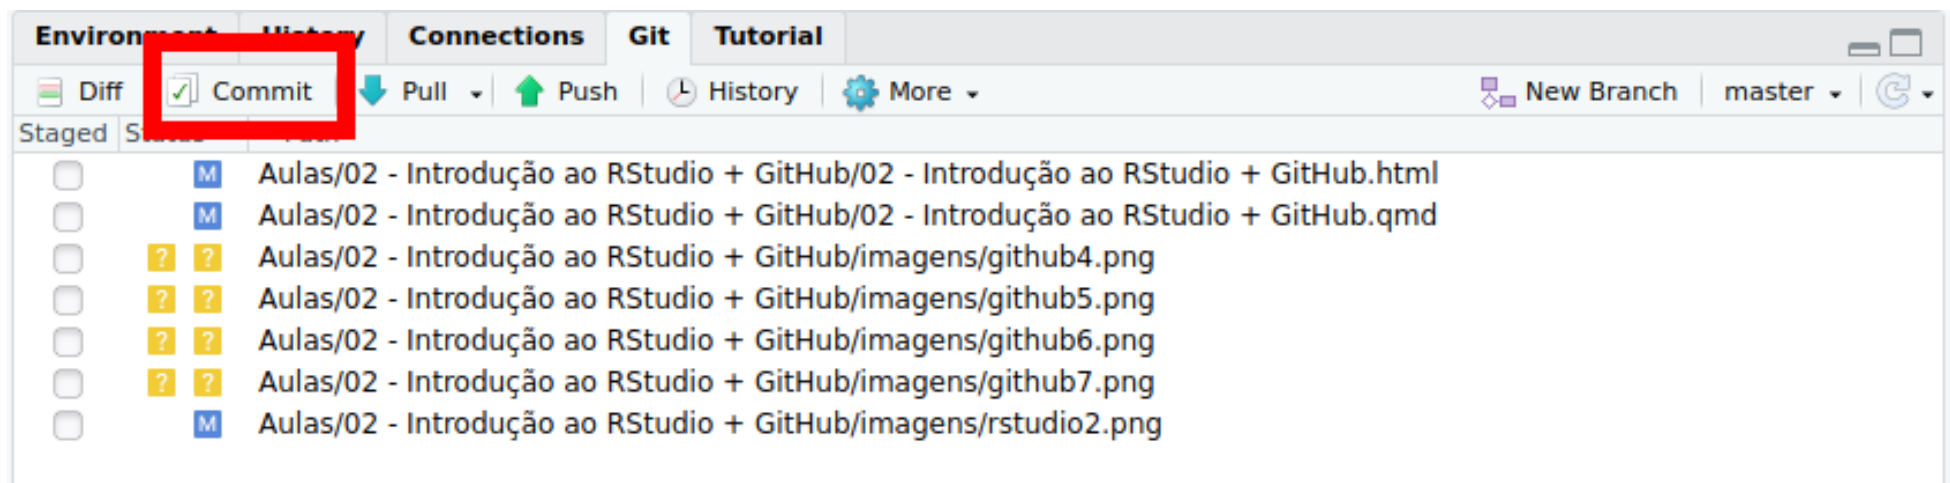 Environment History Connections Git Tutorial
Diff Commit Pull Push History More New Branch master
Staged Status Path
M Aulas/02 - Introdução ao RStudio + GitHub/02 - Introdução ao RStudio + GitHub.html
M Aulas/02 - Introdução ao RStudio + GitHub/02 - Introdução ao RStudio + GitHub.qmd
? ? Aulas/02 - Introdução ao RStudio + GitHub/imagens/github4.png
? ? Aulas/02 - Introdução ao RStudio + GitHub/imagens/github5.png
? ? Aulas/02 - Introdução ao RStudio + GitHub/imagens/github6.png
? ? Aulas/02 - Introdução ao RStudio + GitHub/imagens/github7.png
M Aulas/02 - Introdução ao RStudio + GitHub/imagens/rstudio2.png